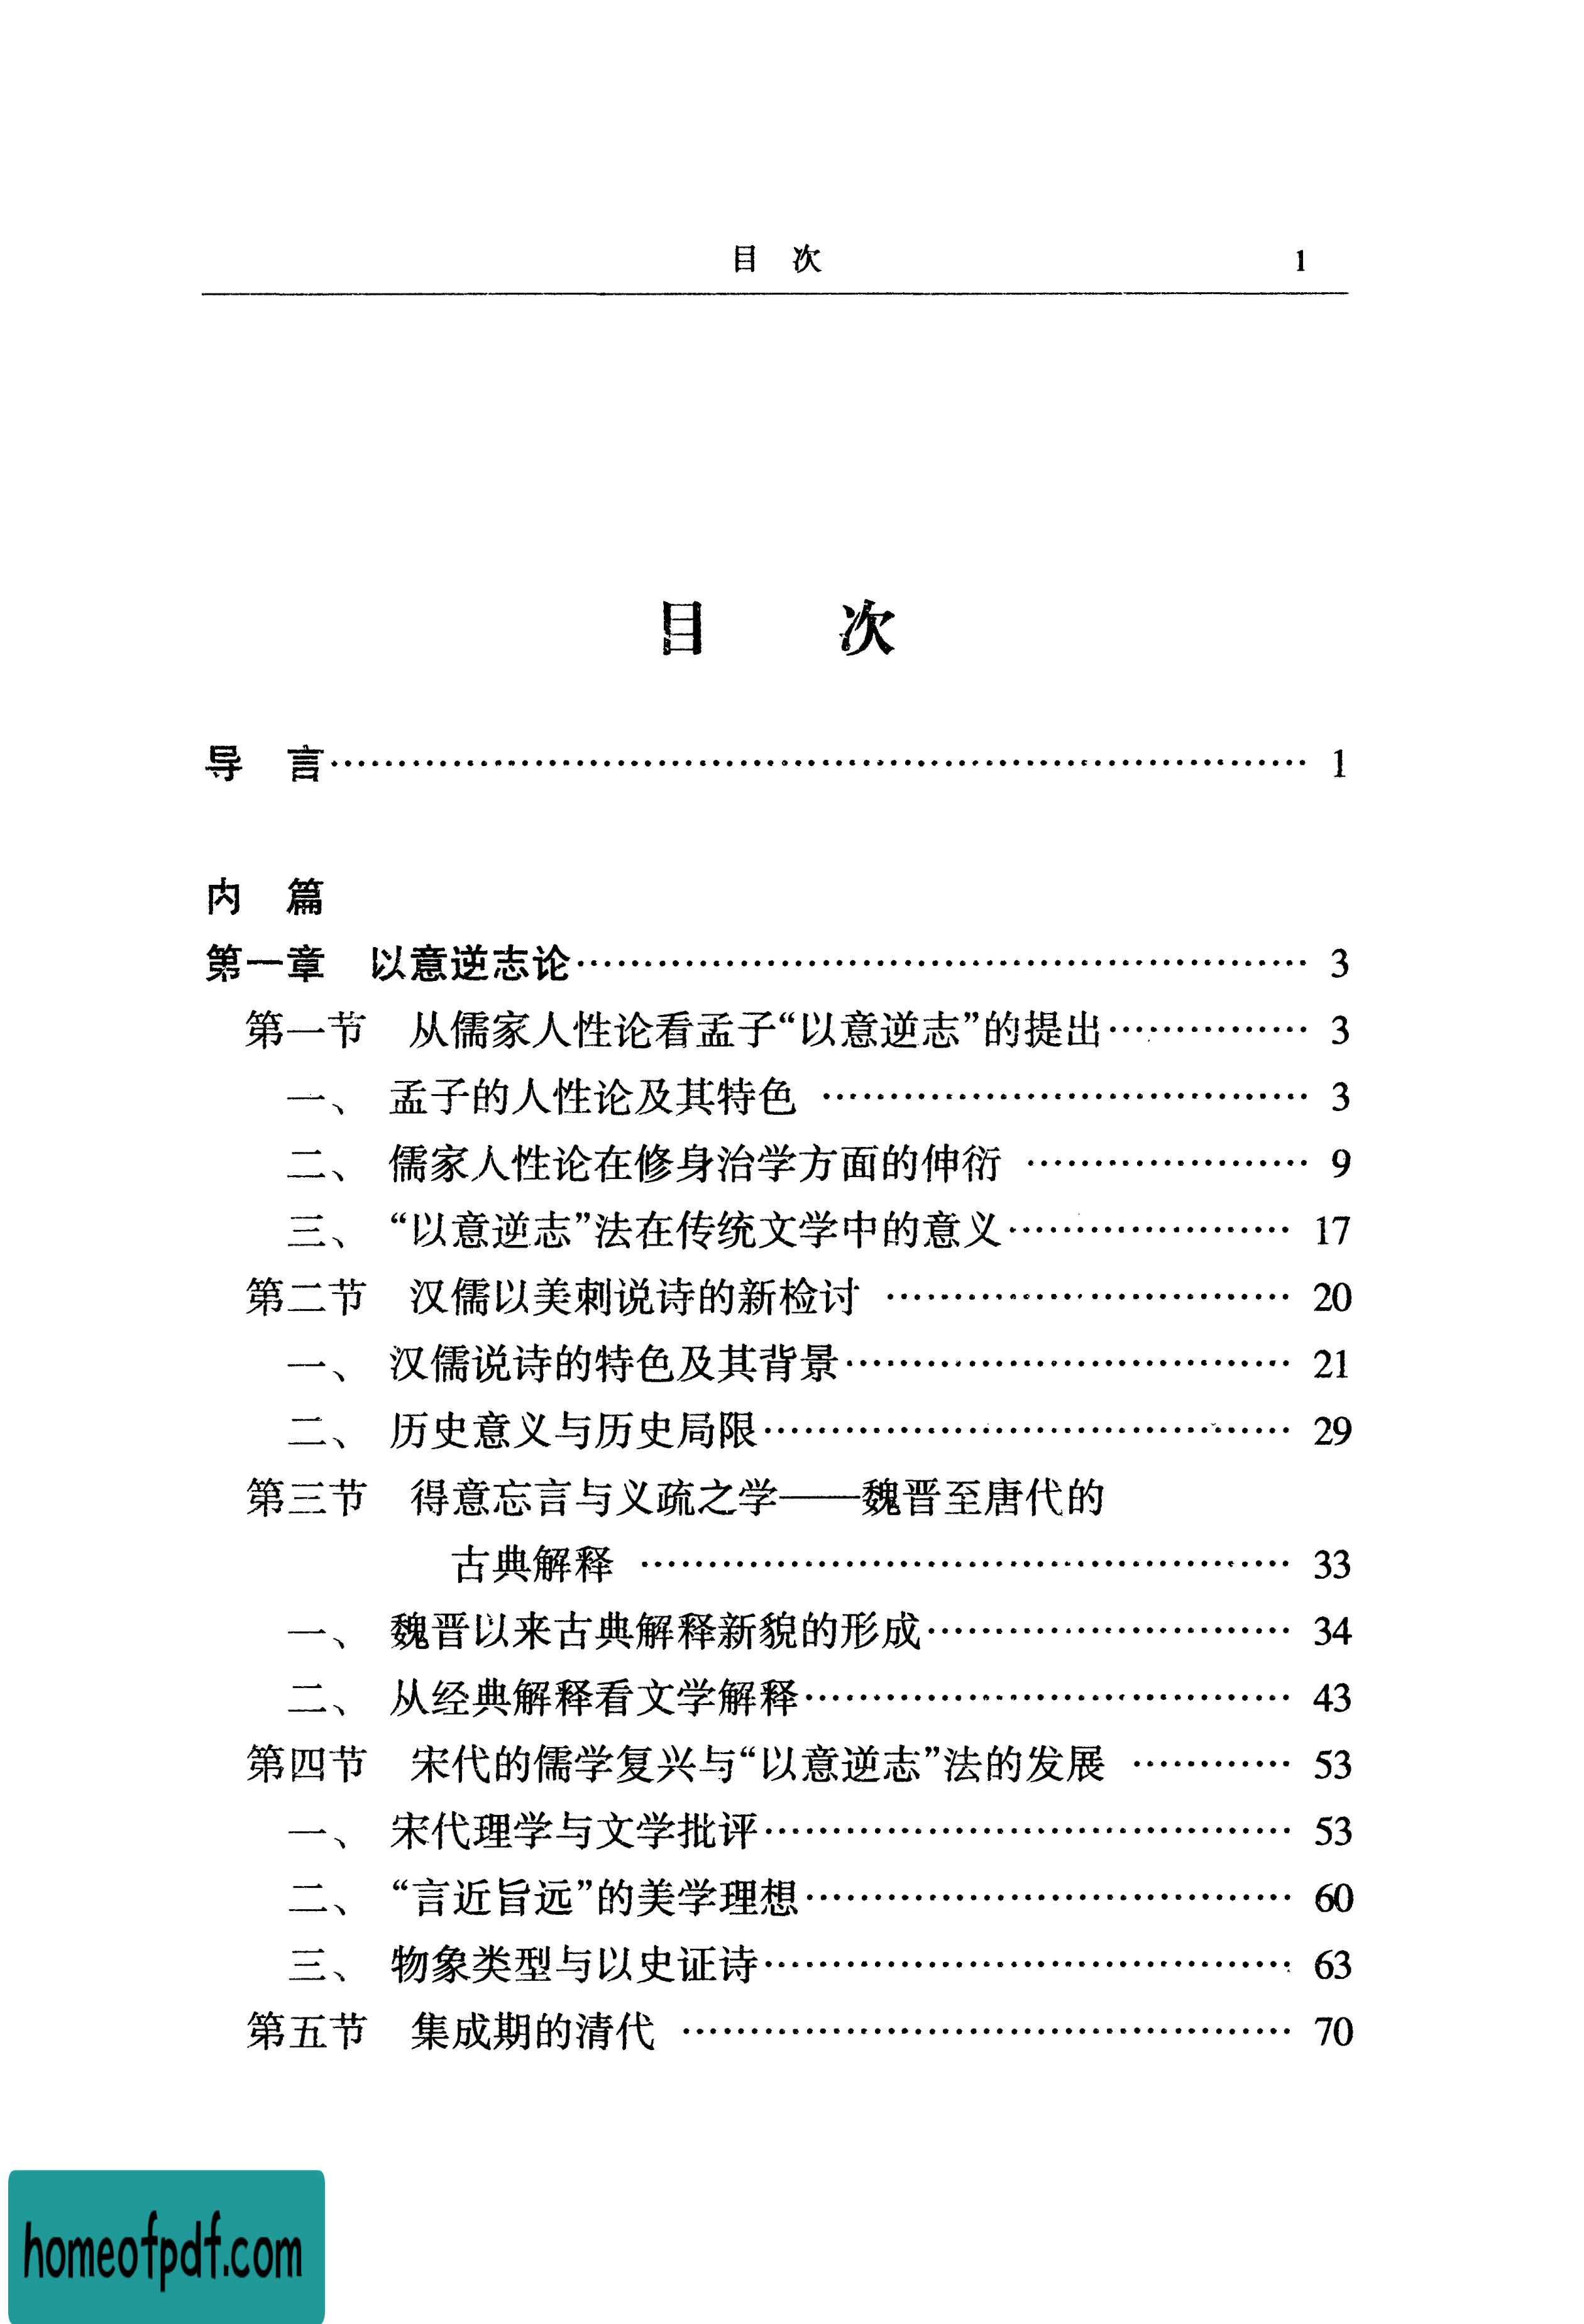 目 次 1
目 次
导 言………………………………………………………… 1
内 篇
第一章 以意逆志论………………………………………… 3
第一节 从儒家人性论看孟子“以意逆志”的提出………… 3
一、 孟子的人性论及其特色 …………………………… 3
二、 儒家人性论在修身治学方面的伸衍 ……………… 9
三、 “以意逆志”法在传统文学中的意义……………… 17
第二节 汉儒以美刺说诗的新检讨 ……………………… 20
一、 汉儒说诗的特色及其背景………………………… 21
二、 历史意义与历史局限……………………………… 29
第三节 得意忘言与义疏之学——魏晋至唐代的
古典解释 ……………………………………… 33
一、 魏晋以来古典解释新貌的形成…………………… 34
二、 从经典解释看文学解释…………………………… 43
第四节 宋代的儒学复兴与“以意逆志”法的发展 ……… 53
一、 宋代理学与文学批评……………………………… 53
二、 “言近旨远”的美学理想…………………………… 60
三、 物象类型与以史证诗……………………………… 63
第五节 集成期的清代 …………………………………… 70
homeofpdf.com